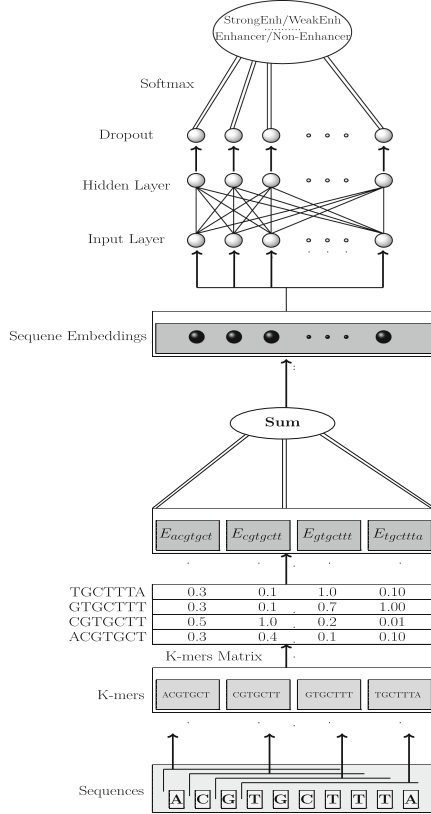 StrongEnh/WeakEnh
Enhancer/Non-Enhancer
Softmax
Dropout
Hidden Layer
Input Layer
Sequene Embeddings
Sum
E_acgtgct E_cgtgctt E_gtgcttt E_tgcttta
TGCTTTA 0.3 0.1 1.0 0.10
GTGCTTT 0.3 0.1 0.7 1.00
CGTGCTT 0.5 1.0 0.2 0.01
ACGTGCT 0.3 0.4 0.1 0.10
K-mers Matrix
K-mers ACGTGCT CGTGCTT GTGCTTT TGCTTTA
Sequences A C G T G C T T T A